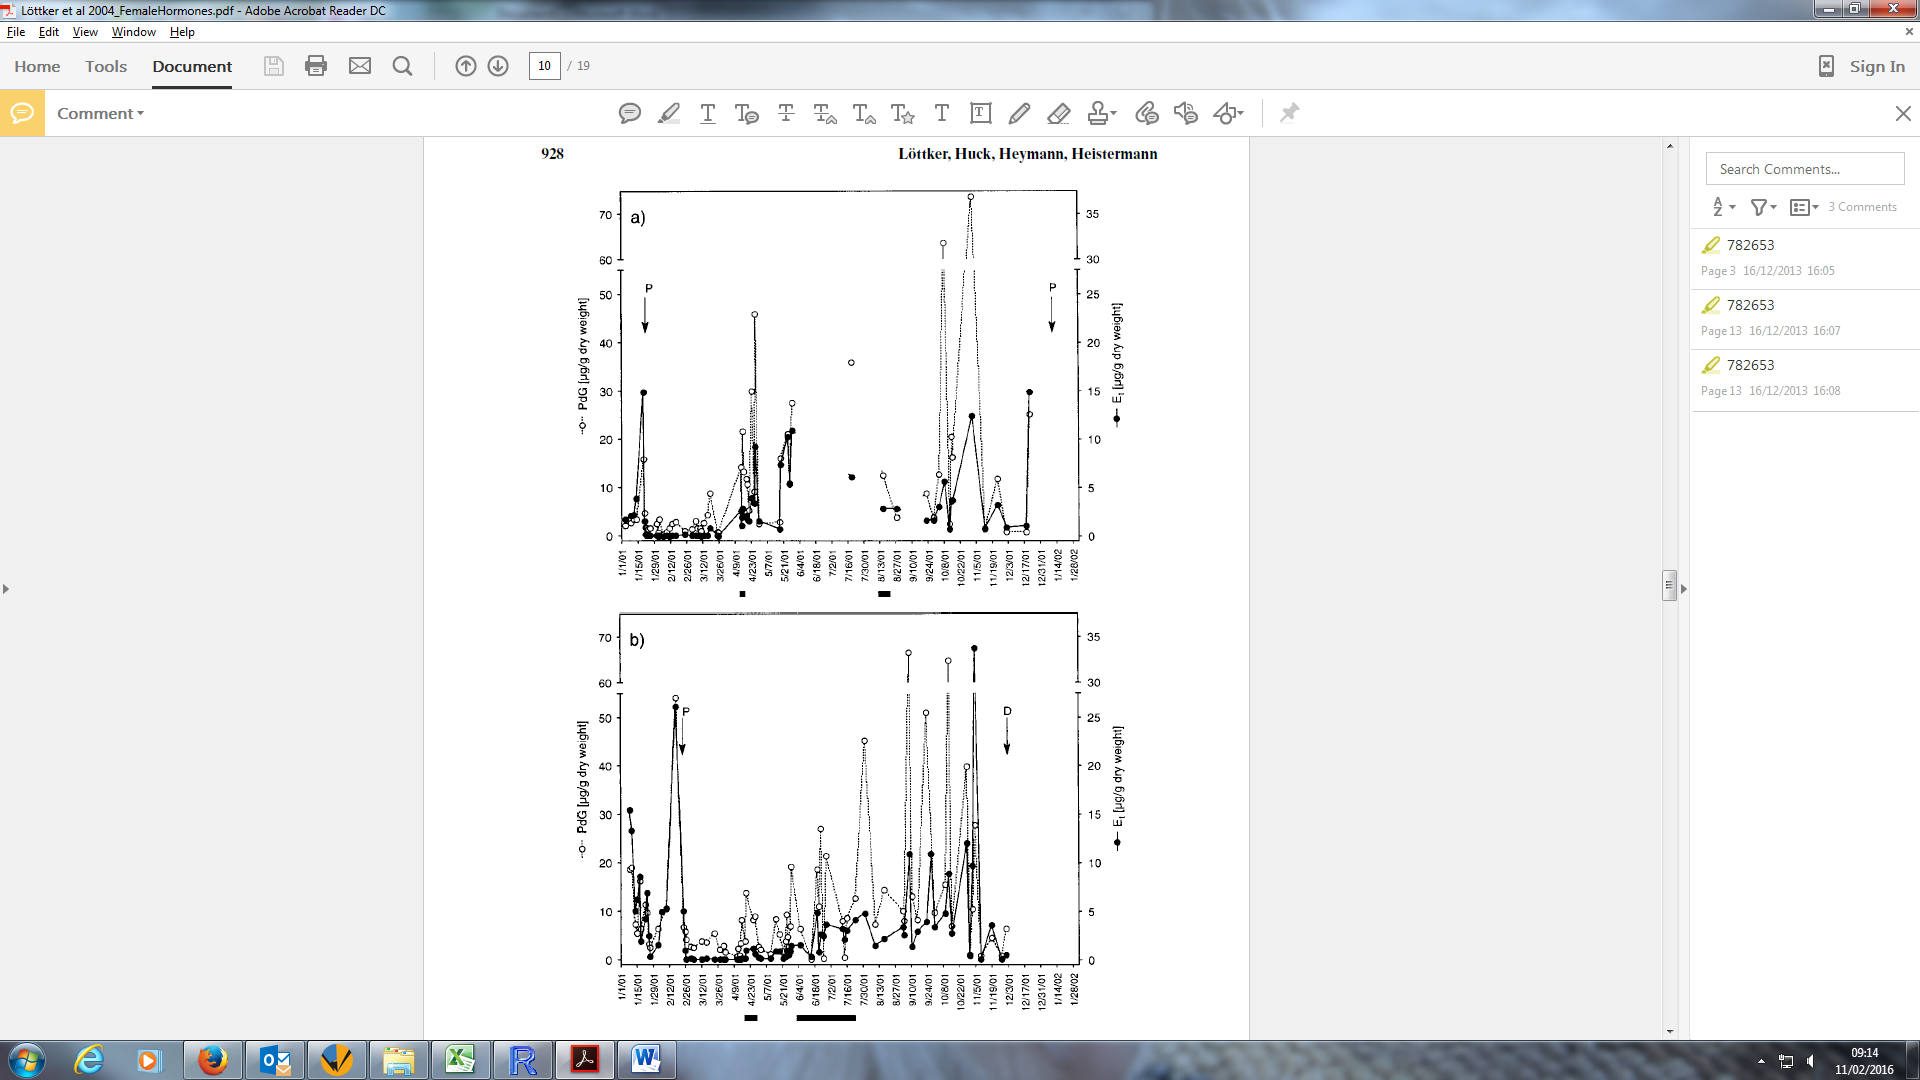 Löttker et al 2004_FemaleHormones.pdf - Adobe Acrobat Reader DC
File Edit View Window Help
Home Tools Document 10 / 19 Sign In
Comment
928 Löttker, Huck, Heymann, Heistermann
a)
70
60
50
40
30
20
10
0
PdG [µg/g dry weight]
P
P
35
30
25
20
15
10
5
0
E1 [µg/g dry weight]
1/1/01 1/15/01 1/29/01 2/12/01 2/26/01 3/12/01 3/26/01 4/9/01 4/23/01 5/7/01 5/21/01 6/4/01 6/18/01 7/2/01 7/16/01 7/30/01 8/13/01 8/27/01 9/10/01 9/24/01 10/8/01 10/22/01 11/5/01 11/19/01 12/3/01 12/17/01 12/31/01 1/14/02 1/28/02
b)
70
60
50
40
30
20
10
0
PdG [µg/g dry weight]
P
D
35
30
25
20
15
10
5
0
E1 [µg/g dry weight]
1/1/01 1/15/01 1/29/01 2/12/01 2/26/01 3/12/01 3/26/01 4/9/01 4/23/01 5/7/01 5/21/01 6/4/01 6/18/01 7/2/01 7/16/01 7/30/01 8/13/01 8/27/01 9/10/01 9/24/01 10/8/01 10/22/01 11/5/01 11/19/01 12/3/01 12/17/01 12/31/01 1/14/02 1/28/02
Search Comments...
3 Comments
782653
Page 3 16/12/2013 16:05
782653
Page 13 16/12/2013 16:07
782653
Page 13 16/12/2013 16:08
09:14
11/02/2016